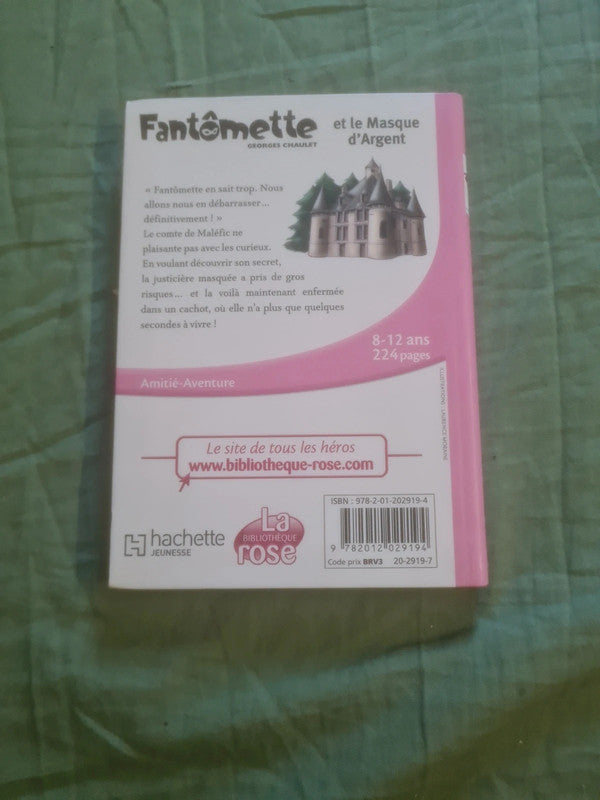 Fantômette
GEORGES CHAULET
et le Masque
d'Argent
« Fantômette en sait trop. Nous
allons nous en débarrasser...
définitivement ! »
Le comte de Maléfic ne
plaisante pas avec les curieux.
En voulant découvrir son secret,
la justicière masquée a pris de gros
risques... et la voilà maintenant enfermée
dans un cachot, où elle n'a plus que quelques
secondes à vivre !
8-12 ans
224 pages
Amitié-Aventure
ILLUSTRATIONS : LAURENCE MORAINE
Le site de tous les héros
www.bibliotheque-rose.com
hachette
JEUNESSE
La
BIBLIOTHÈQUE
rose
ISBN : 978-2-01-202919-4
9 782012 029194
Code prix BRV3 20-2919-7